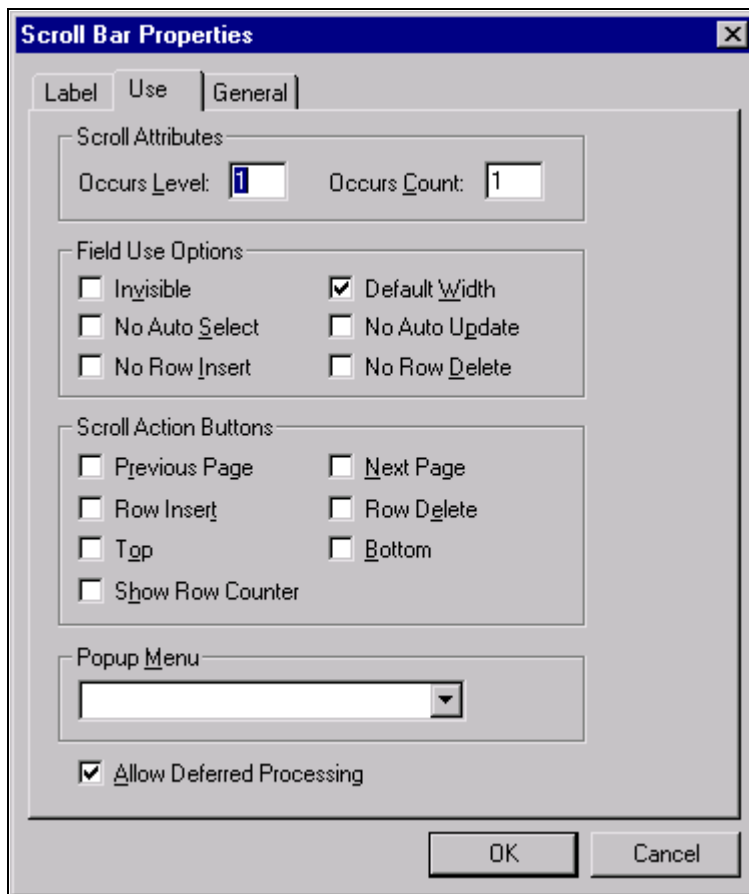 Scroll Bar Properties
Label Use General
Scroll Attributes
Occurs Level: 1 Occurs Count: 1
Field Use Options
Invisible Default Width
No Auto Select No Auto Update
No Row Insert No Row Delete
Scroll Action Buttons
Previous Page Next Page
Row Insert Row Delete
Top Bottom
Show Row Counter
Popup Menu
Allow Deferred Processing
OK Cancel